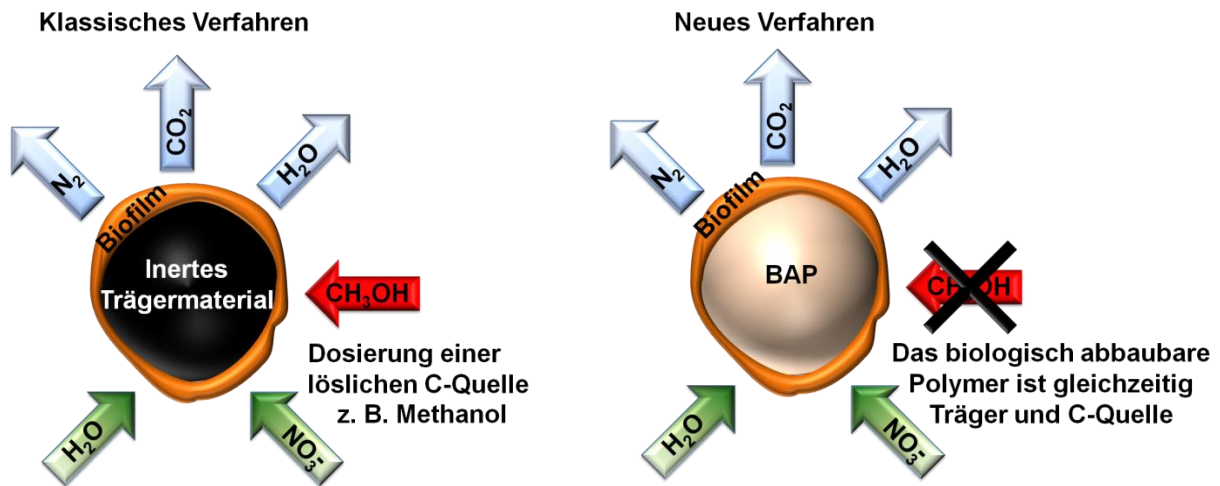 Klassisches Verfahren
N₂
CO₂
H₂O
Biofilm
Inertes
Trägermaterial
CH₃OH
Dosierung einer
löslichen C-Quelle
z. B. Methanol
H₂O
NO₃-
Neues Verfahren
N₂
CO₂
H₂O
Biofilm
BAP
Das biologisch abbaubare
Polymer ist gleichzeitig
Träger und C-Quelle
H₂O
NO₃-